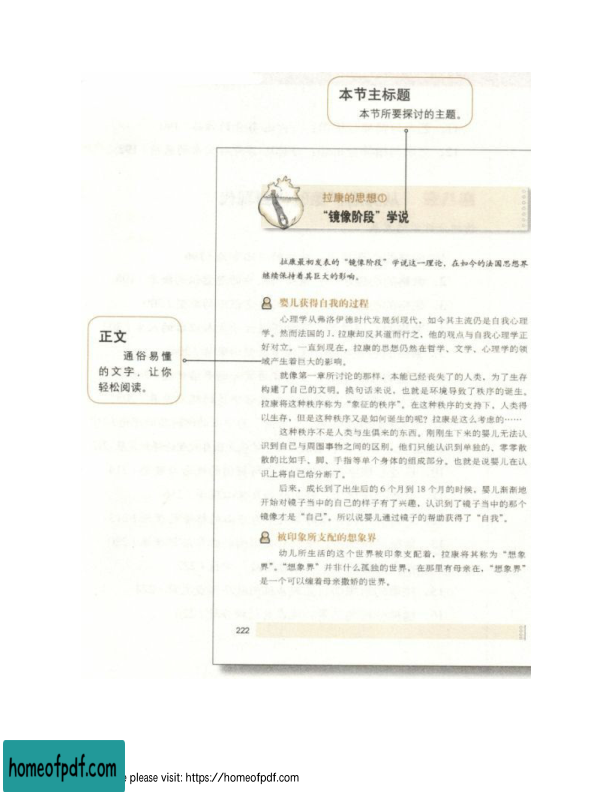 本节主标题
本节所要探讨的主题。
拉康的思想①
“镜像阶段”学说
拉康最初发表的“镜像阶段”学说这一理论，在如今的法国思想界
继续保持着其巨大的影响。
婴儿获得自我的过程
心理学从弗洛伊德时代发展到现代，如今其主流仍是自我心理
学。然而法国的 J. 拉康却反其道而行之，他的观点与自我心理学正
好对立。一直到现在，拉康的思想仍然在哲学、文学、心理学的领
域产生着巨大的影响。
就像第一章所讨论的那样，本能已经丧失了的人类，为了生存
构建了自己的文明。换句话来说，也就是环境导致了秩序的诞生。
拉康将这种秩序称为“象征的秩序”。在这种秩序的支持下，人类得
以生存，但是这种秩序又是如何诞生的呢？拉康是这么考虑的……
这种秩序不是人类与生俱来的东西。刚刚生下来的婴儿无法认
识到自己与周围事物之间的区别。他们只能认识到单独的、零零散
散的比如手、脚、手指等单个身体的组成部分。也就是说婴儿在认
识上将自己给分断了。
后来，成长到了出生后的 6 个月到 18 个月的时候，婴儿渐渐地
开始对镜子当中的自己的样子有了兴趣，认识到了镜子当中的那个
镜像才是“自己”。所以说婴儿通过镜子的帮助获得了“自我”。
被印象所支配的想象界
幼儿所生活的这个世界被印象支配着，拉康将其称为“想象
界”。“想象界”并非什么孤独的世界，在那里有母亲在，“想象界”
是一个可以缠着母亲撒娇的世界。
正文
通俗易懂
的文字，让你
轻松阅读。
222
homeofpdf.com
e please visit: https://homeofpdf.com